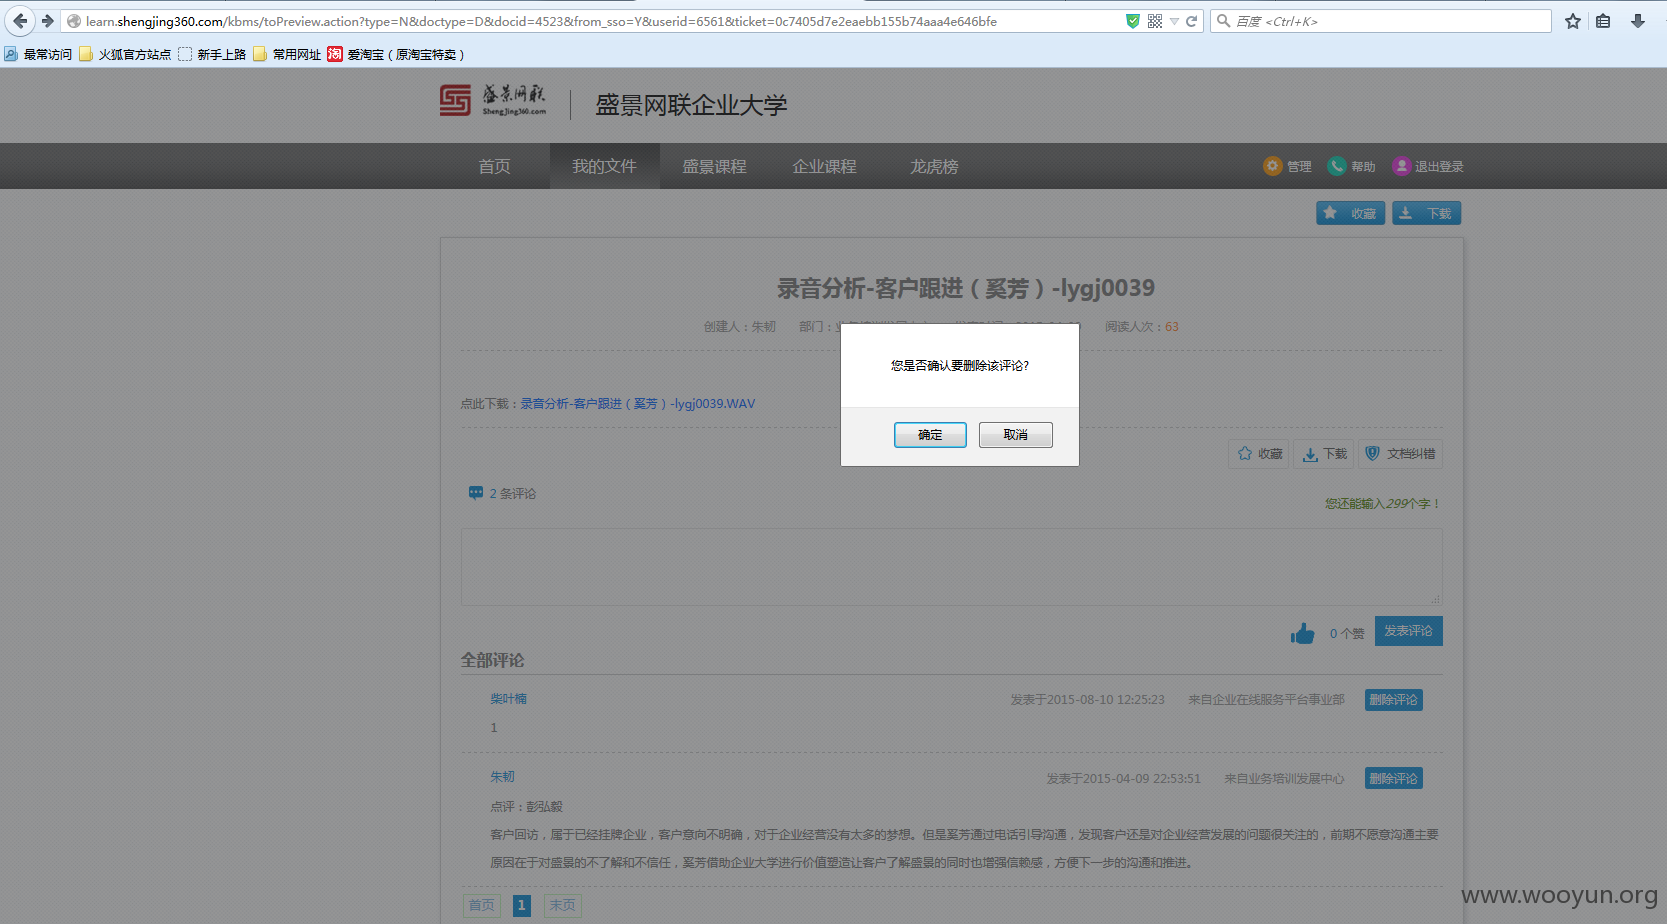 learn.shengjing360.com/kbms/toPreview.action?type=N&doctype=D&docid=4523&from_sso=Y&userid=6561&ticket=0c7405d7e2eaebb155b74aaa4e646bfe
百度 <Ctrl+K>
最常访问 火狐官方站点 新手上路 常用网址 淘 爱淘宝（原淘宝特卖）
盛景网联
ShengJing360.com
盛景网联企业大学
首页 我的文件 盛景课程 企业课程 龙虎榜 管理 帮助 退出登录
收藏 下载
录音分析-客户跟进（奚芳）-lygj0039
创建人：朱韧 部门： 阅读人次：63
您是否确认要删除该评论?
点此下载：录音分析-客户跟进（奚芳）-lygj0039.WAV
确定 取消
收藏 下载 文档纠错
2 条评论
您还能输入299个字！
0 个赞 发表评论
全部评论
柴叶楠 发表于2015-08-10 12:25:23 来自企业在线服务平台事业部 删除评论
1
朱韧 发表于2015-04-09 22:53:51 来自业务培训发展中心 删除评论
点评：彭弘毅
客户回访，属于已经挂牌企业，客户意向不明确，对于企业经营没有太多的梦想。但是奚芳通过电话引导沟通，发现客户还是对企业经营发展的问题很关注的，前期不愿意沟通主要
原因在于对盛景的不了解和不信任，奚芳借助企业大学进行价值塑造让客户了解盛景的同时也增强信赖感，方便下一步的沟通和推进。
首页 1 末页
www.wooyun.org